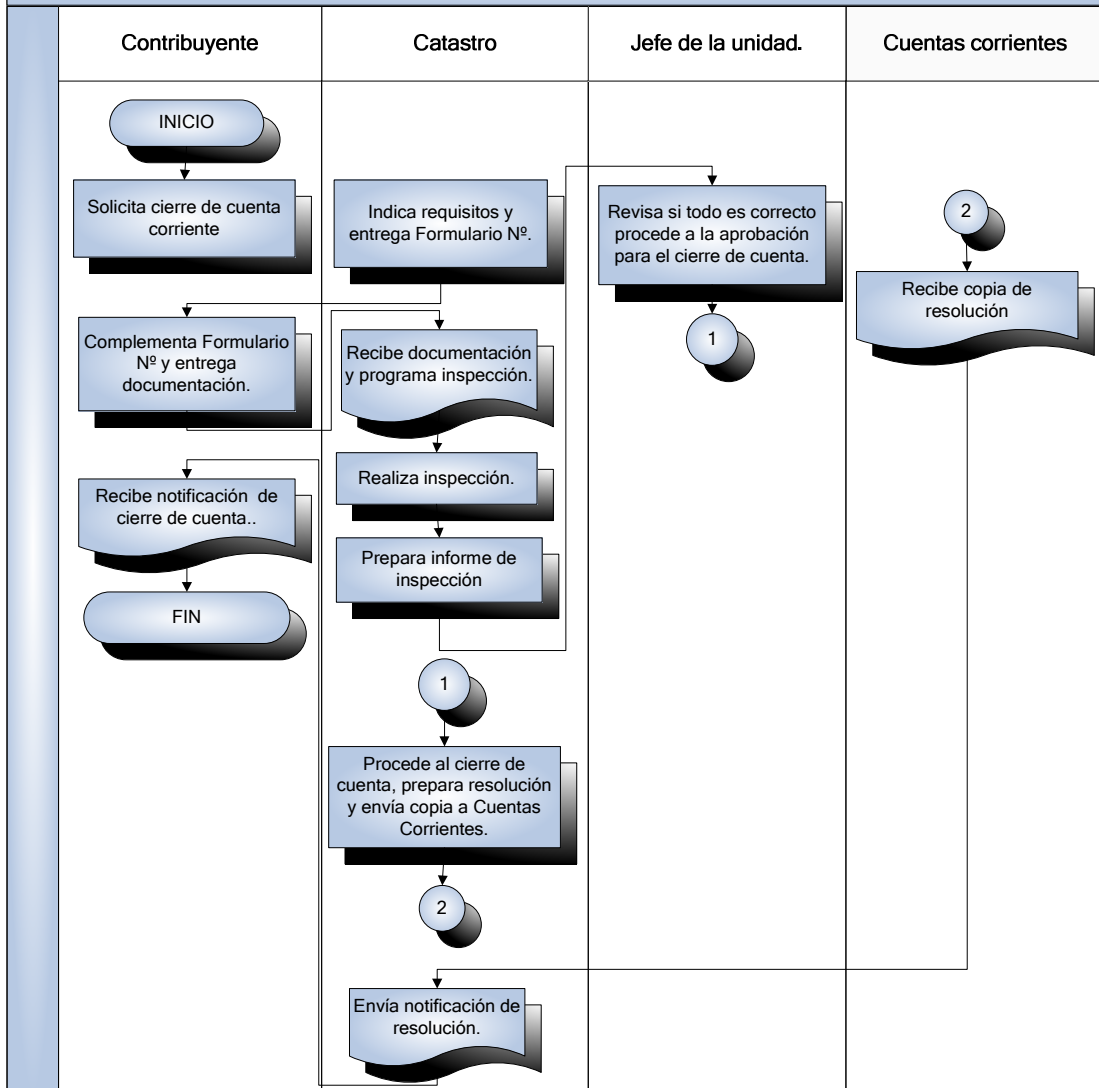 Contribuyente
Catastro
Jefe de la unidad.
Cuentas corrientes
INICIO
Solicita cierre de cuenta
corriente
Indica requisitos y
entrega Formulario Nº.
Revisa si todo es correcto
procede a la aprobación
para el cierre de cuenta.
2
Recibe copia de
resolución
Complementa Formulario
Nº y entrega
documentación.
Recibe documentación
y programa inspección.
1
Realiza inspección.
Recibe notificación de
cierre de cuenta..
Prepara informe de
inspección
FIN
1
Procede al cierre de
cuenta, prepara resolución
y envía copia a Cuentas
Corrientes.
2
Envía notificación de
resolución.